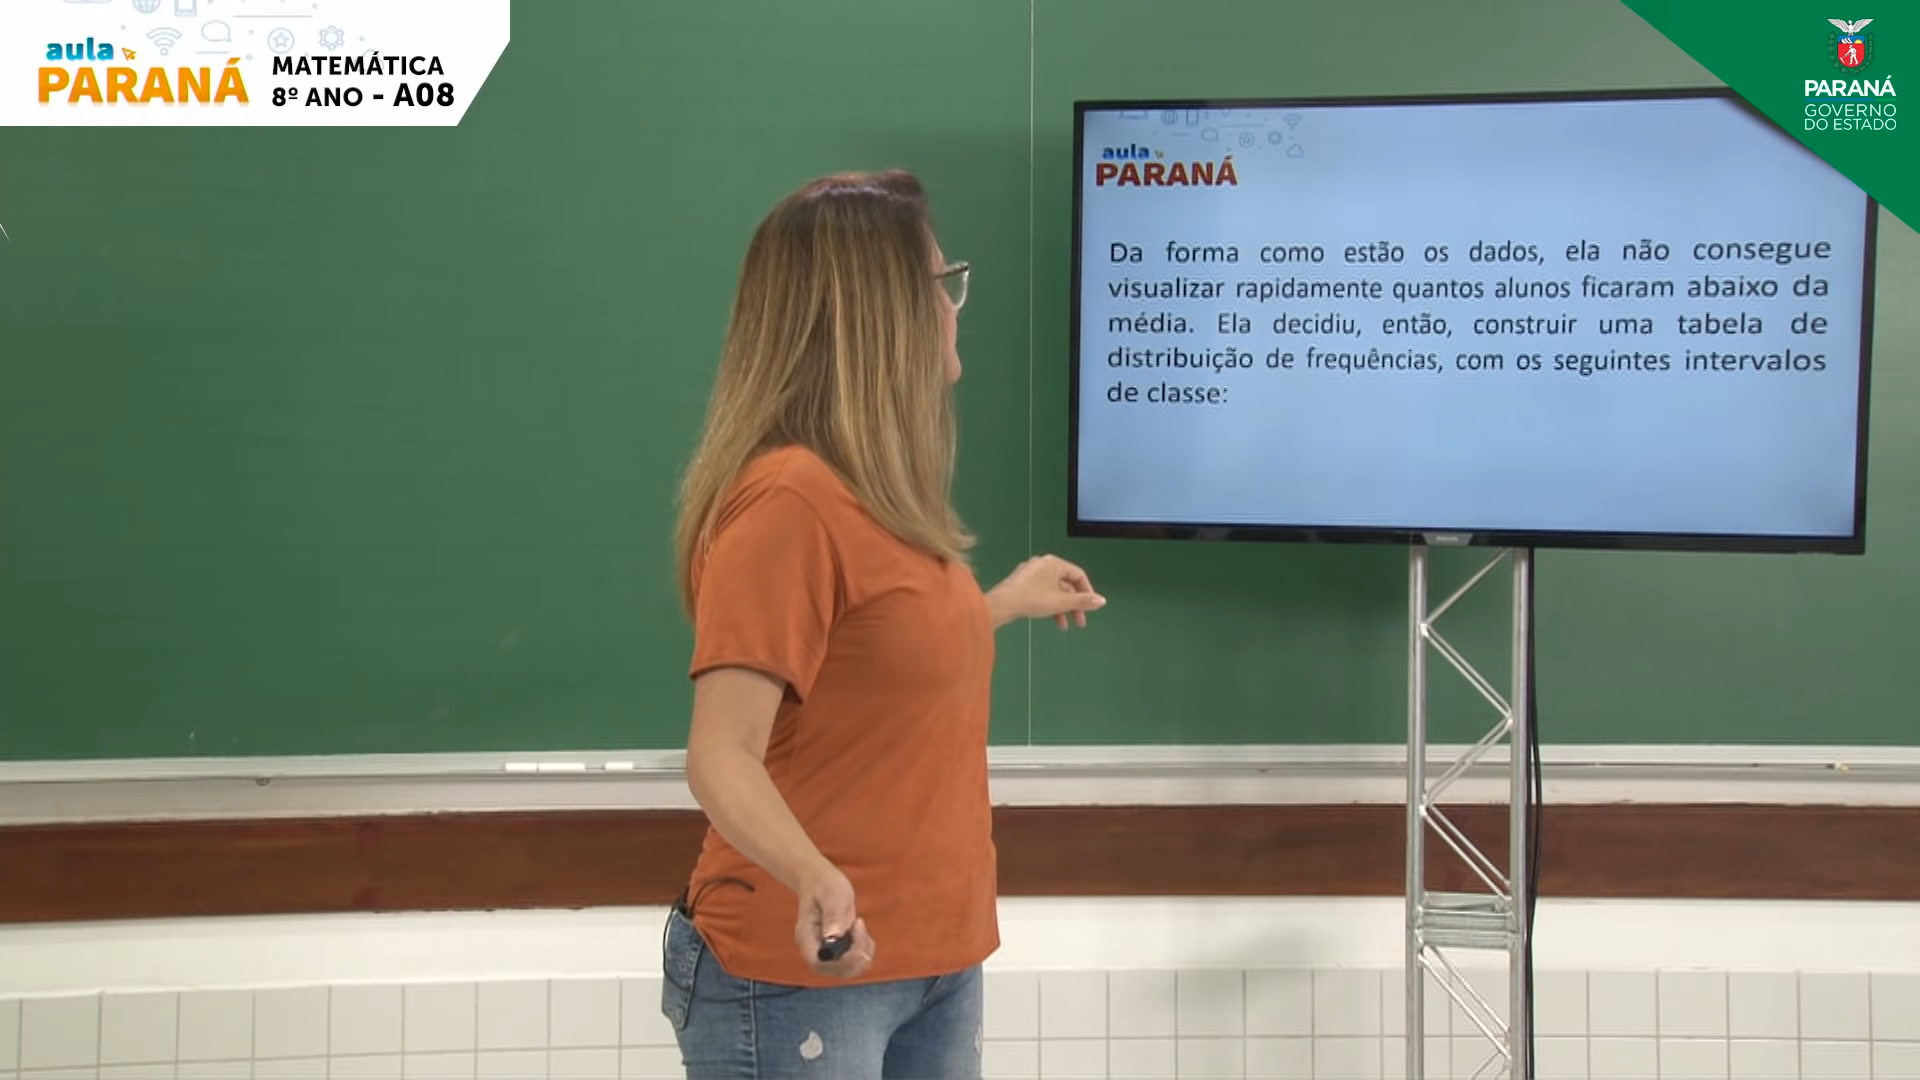 aula
PARANÁ
MATEMÁTICA
8º ANO - A08
PARANÁ
GOVERNO
DO ESTADO
aula
PARANÁ
Da forma como estão os dados, ela não consegue
visualizar rapidamente quantos alunos ficaram abaixo da
média. Ela decidiu, então, construir uma tabela de
distribuição de frequências, com os seguintes intervalos
de classe: